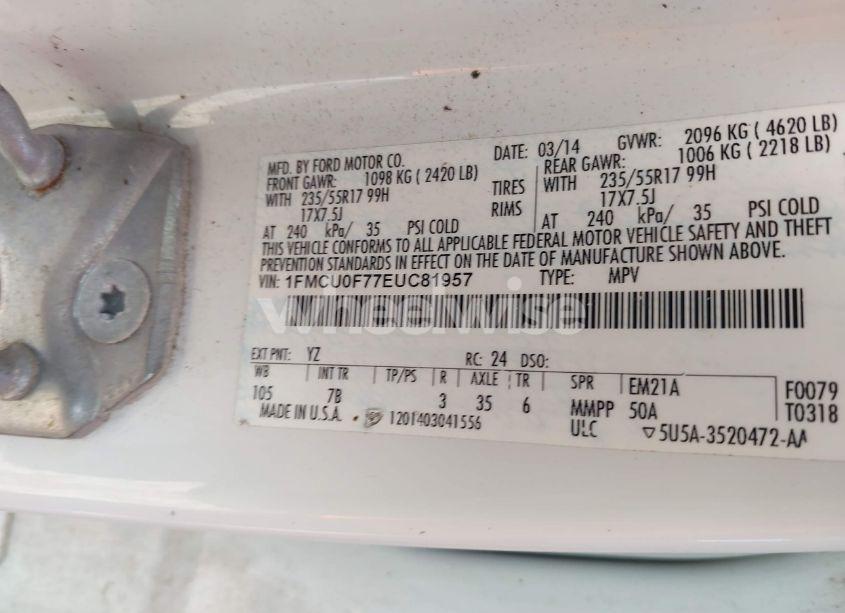 MFD. BY FORD MOTOR CO.
DATE: 03/14 GVWR: 2096 KG ( 4620 LB)
FRONT GAWR: 1098 KG ( 2420 LB) REAR GAWR: 1006 KG ( 2218 LB)
WITH 235/55R17 99H TIRES WITH 235/55R17 99H
17X7.5J RIMS 17X7.5J
AT 240 kPa/ 35 PSI COLD AT 240 kPa/ 35 PSI COLD
THIS VEHICLE CONFORMS TO ALL APPLICABLE FEDERAL MOTOR VEHICLE SAFETY AND THEFT
PREVENTION STANDARDS IN EFFECT ON THE DATE OF MANUFACTURE SHOWN ABOVE.
VIN: 1FMCU0F77EUC81957 TYPE: MPV
wheelwise
EXT PNT: YZ RC: 24 DSO:
WB INT TR TP/PS R AXLE TR SPR EM21A F0079
105 7B 3 35 6 MMPP 50A T0318
MADE IN U.S.A. 1201403041556 ULC ▽5U5A-3520472-AA